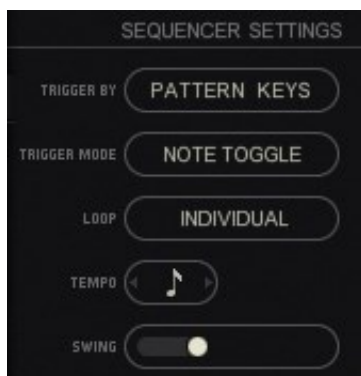 SEQUENCER SETTINGS
TRIGGER BY PATTERN KEYS
TRIGGER MODE NOTE TOGGLE
LOOP INDIVIDUAL
TEMPO ♪
SWING